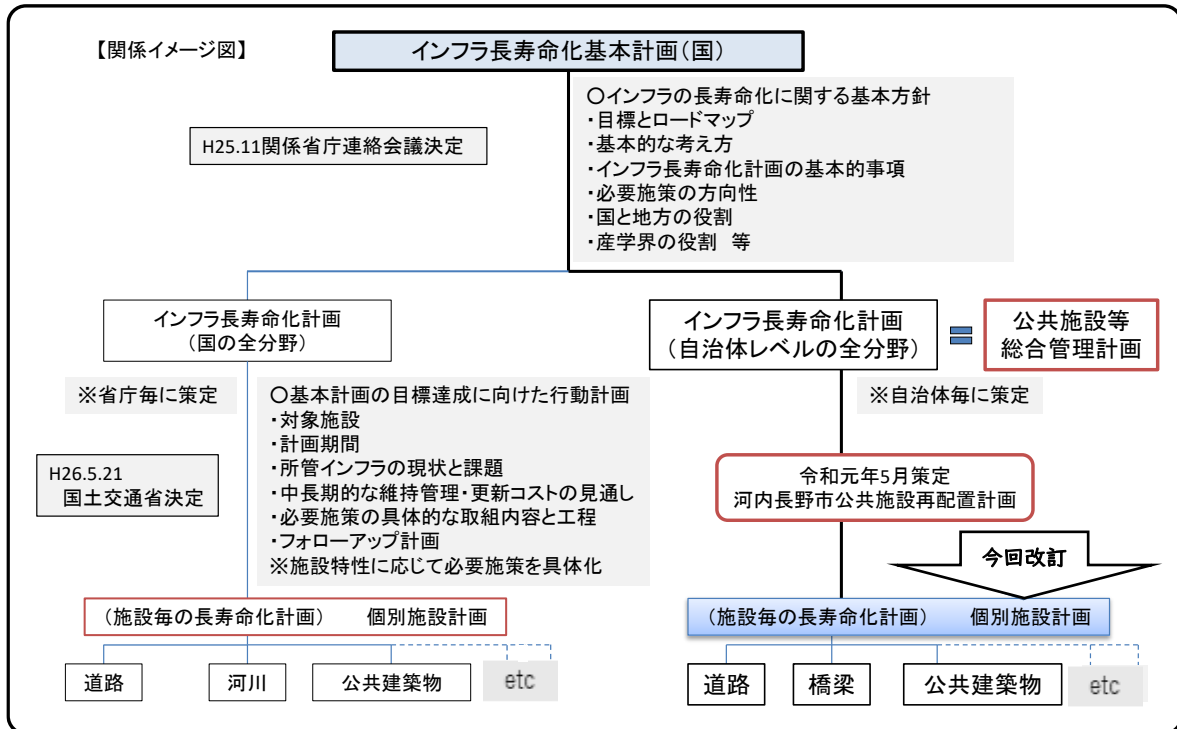 【関係イメージ図】
インフラ長寿命化基本計画(国)
H25.11関係省庁連絡会議決定
○インフラの長寿命化に関する基本方針
・目標とロードマップ
・基本的な考え方
・インフラ長寿命化計画の基本的事項
・必要施策の方向性
・国と地方の役割
・産学界の役割 等
インフラ長寿命化計画
(国の全分野)
※省庁毎に策定
H26.5.21
国土交通省決定
○基本計画の目標達成に向けた行動計画
・対象施設
・計画期間
・所管インフラの現状と課題
・中長期的な維持管理・更新コストの見通し
・必要施策の具体的な取組内容と工程
・フォローアップ計画
※施設特性に応じて必要施策を具体化
(施設毎の長寿命化計画) 個別施設計画
道路
河川
公共建築物
etc
インフラ長寿命化計画
(自治体レベルの全分野)
=
公共施設等
総合管理計画
※自治体毎に策定
令和元年5月策定
河内長野市公共施設再配置計画
今回改訂
(施設毎の長寿命化計画) 個別施設計画
道路
橋梁
公共建築物
etc